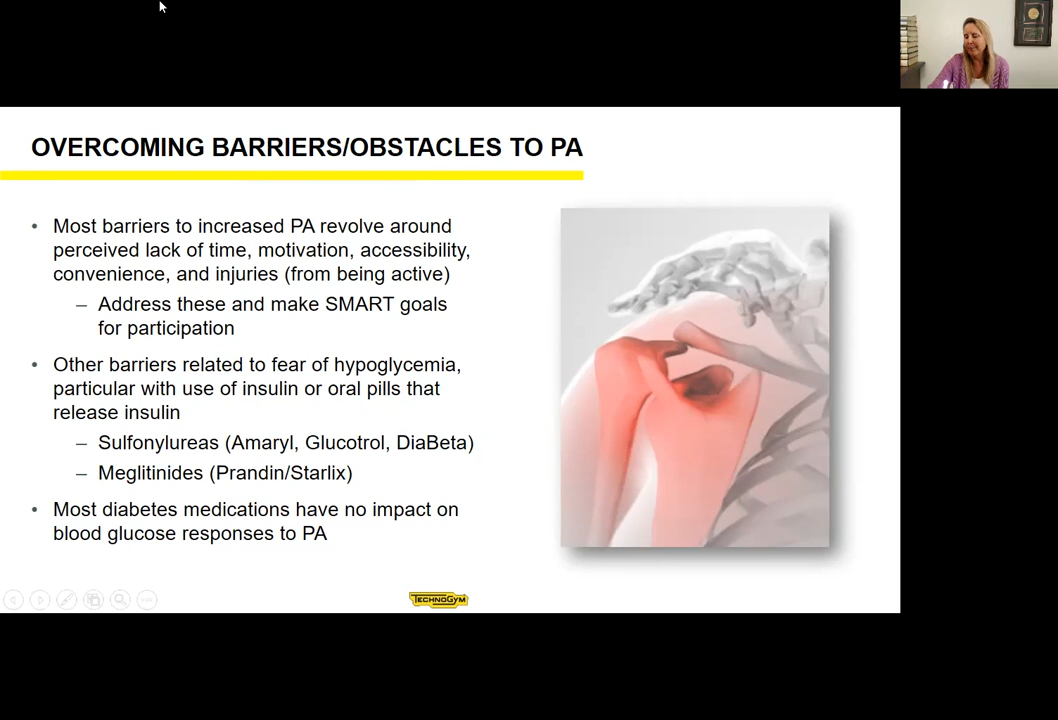 OVERCOMING BARRIERS/OBSTACLES TO PA
• Most barriers to increased PA revolve around
perceived lack of time, motivation, accessibility,
convenience, and injuries (from being active)
– Address these and make SMART goals
for participation
• Other barriers related to fear of hypoglycemia,
particular with use of insulin or oral pills that
release insulin
– Sulfonylureas (Amaryl, Glucotrol, DiaBeta)
– Meglitinides (Prandin/Starlix)
• Most diabetes medications have no impact on
blood glucose responses to PA
TECHNOGYM